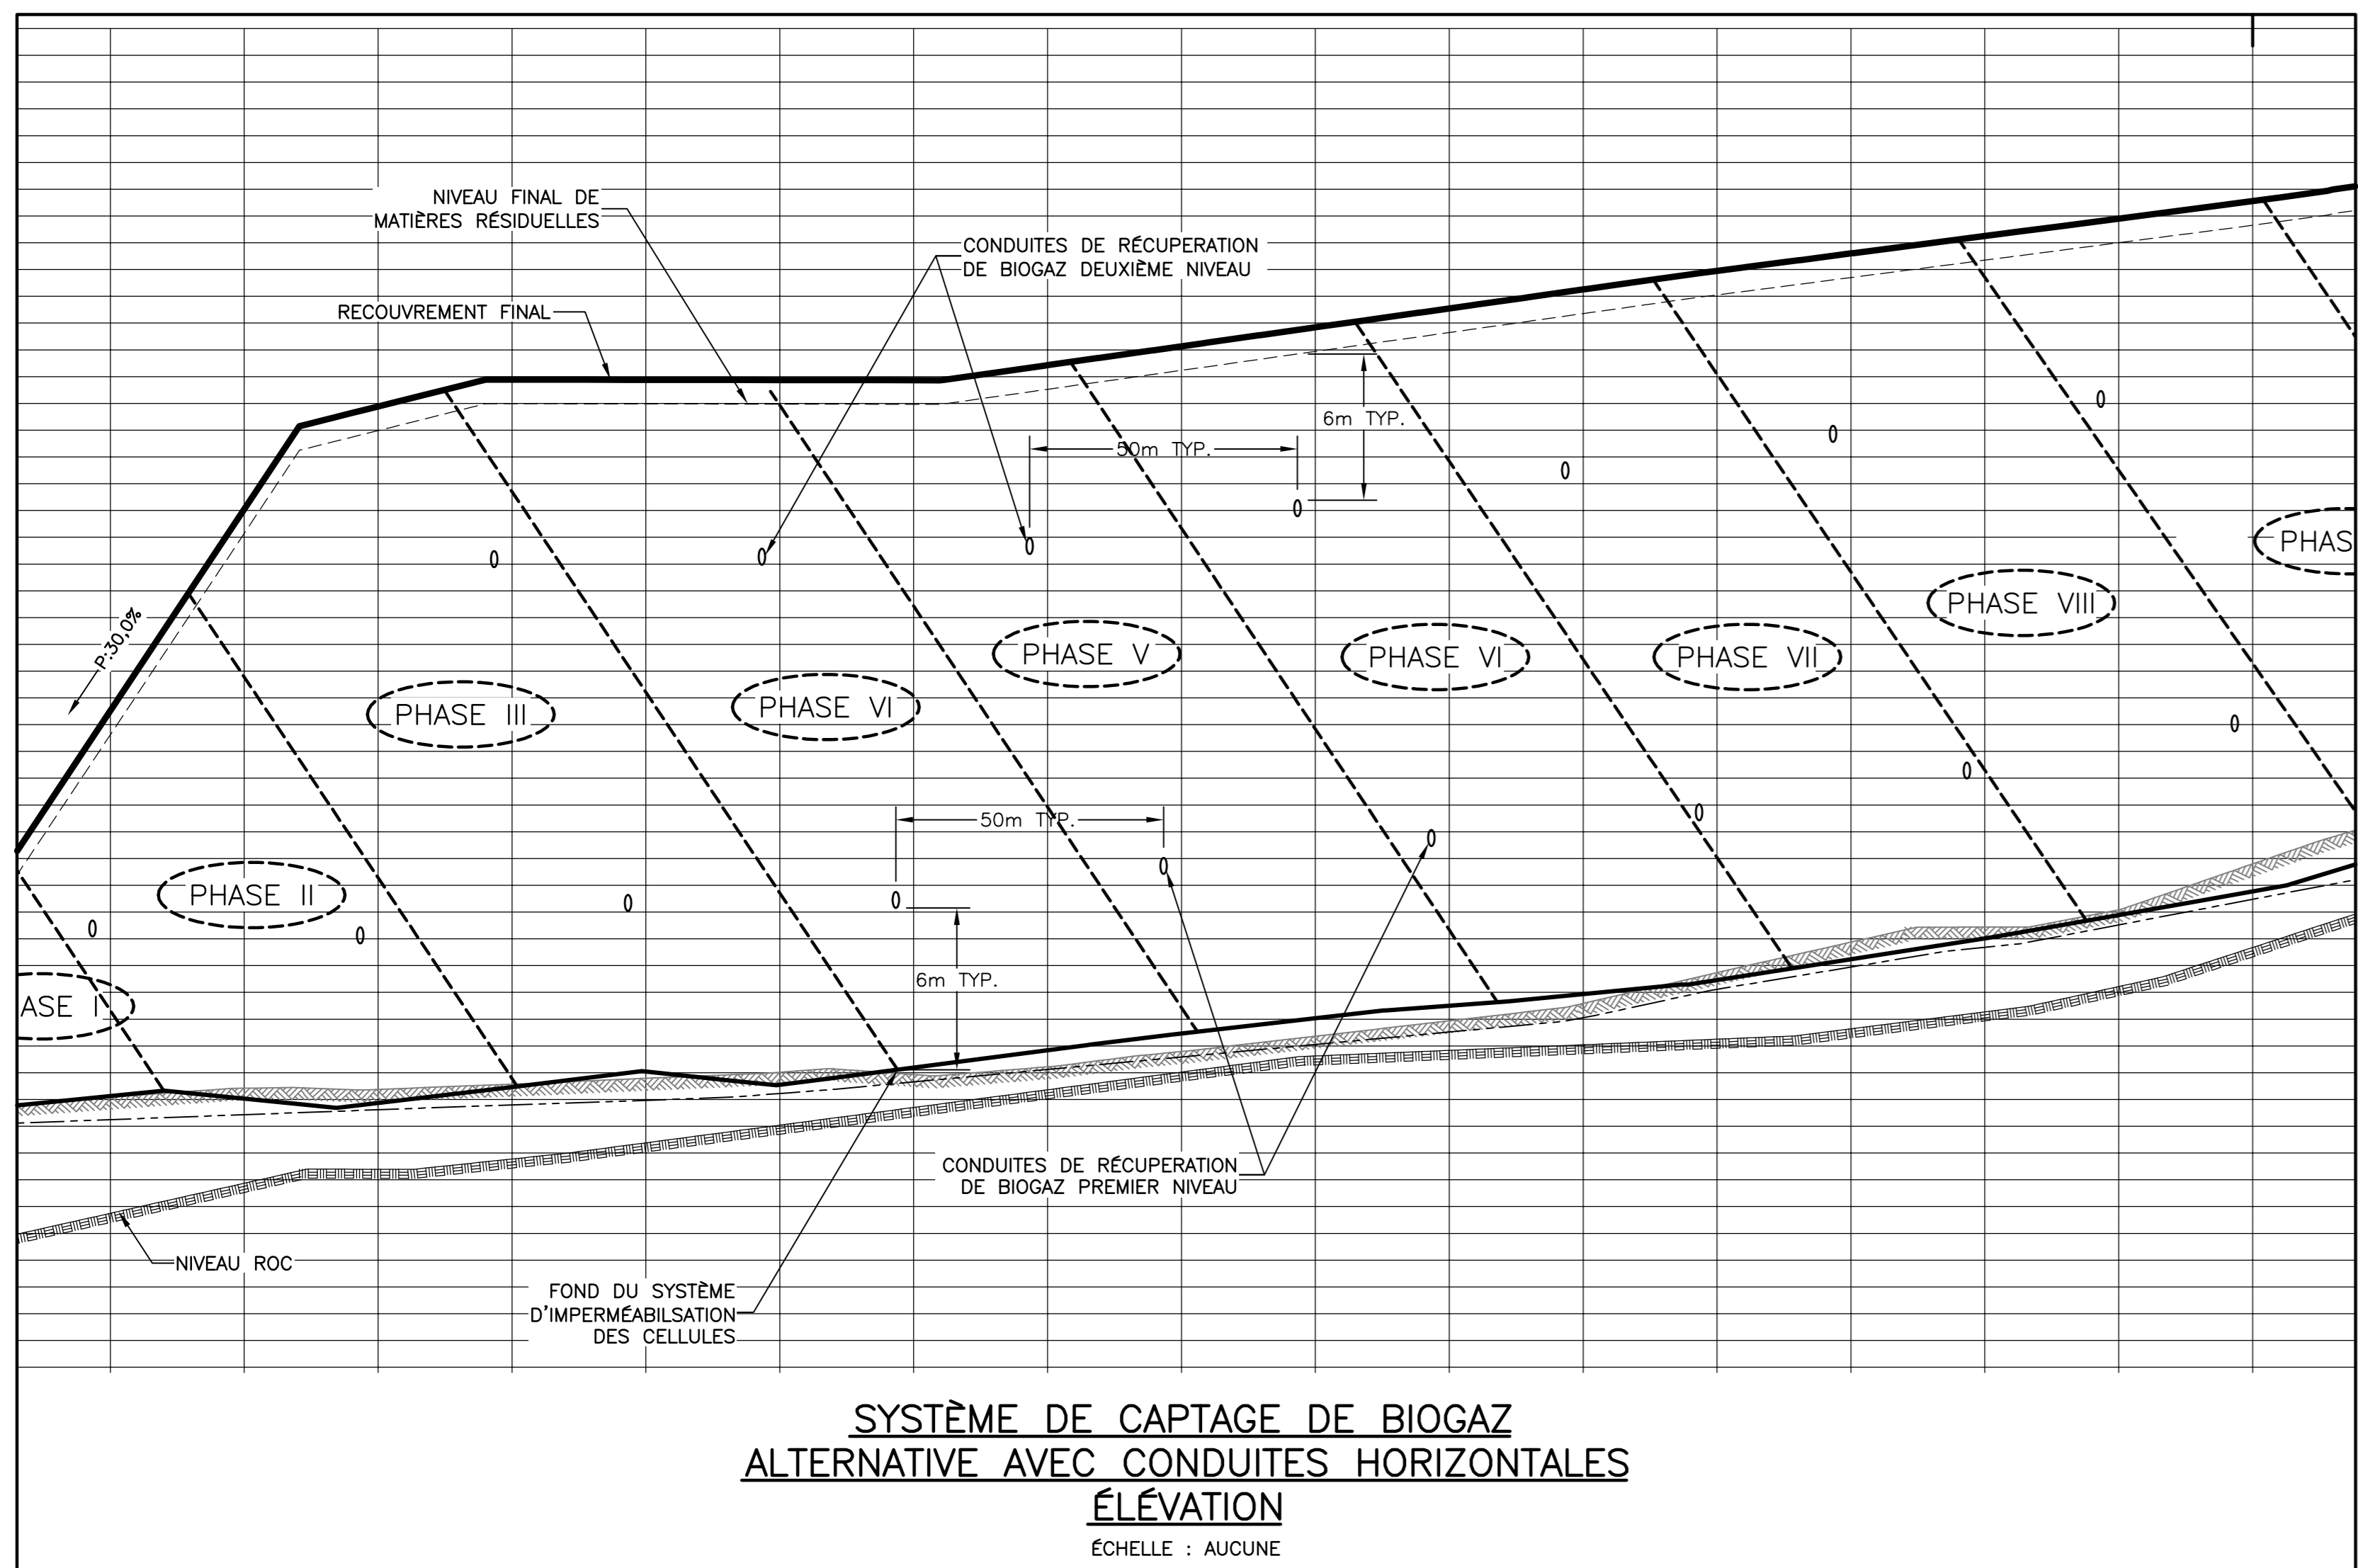 NIVEAU FINAL DE
MATIÈRES RÉSIDUELLES
CONDUITES DE RÉCUPERATION
DE BIOGAZ DEUXIÈME NIVEAU
RECOUVREMENT FINAL
6m TYP.
50m TYP.
P:30,0%
PHAS
PHASE VIII
PHASE V
PHASE VI
PHASE VII
PHASE III
PHASE VI
50m TYP.
PHASE II
6m TYP.
ASE I
CONDUITES DE RÉCUPERATION
DE BIOGAZ PREMIER NIVEAU
NIVEAU ROC
FOND DU SYSTÈME
D'IMPERMÉABILSATION
DES CELLULES
SYSTÈME DE CAPTAGE DE BIOGAZ
ALTERNATIVE AVEC CONDUITES HORIZONTALES
ÉLÉVATION
ÉCHELLE : AUCUNE